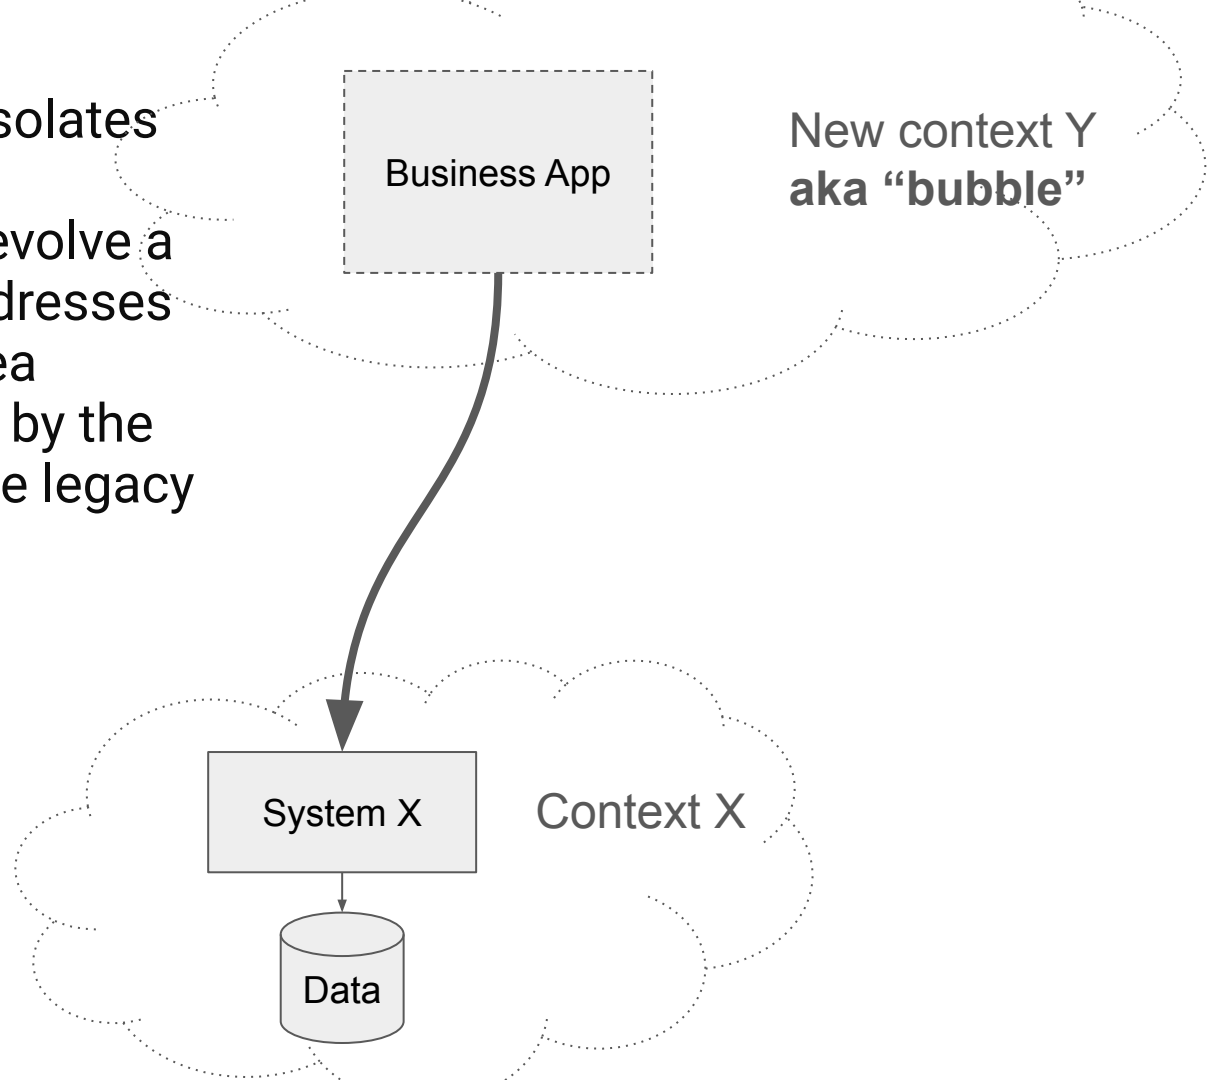 solates
evolve a
dresses
ea
by the
e legacy
Business App
New context Y
aka “bubble”
System X
Context X
Data